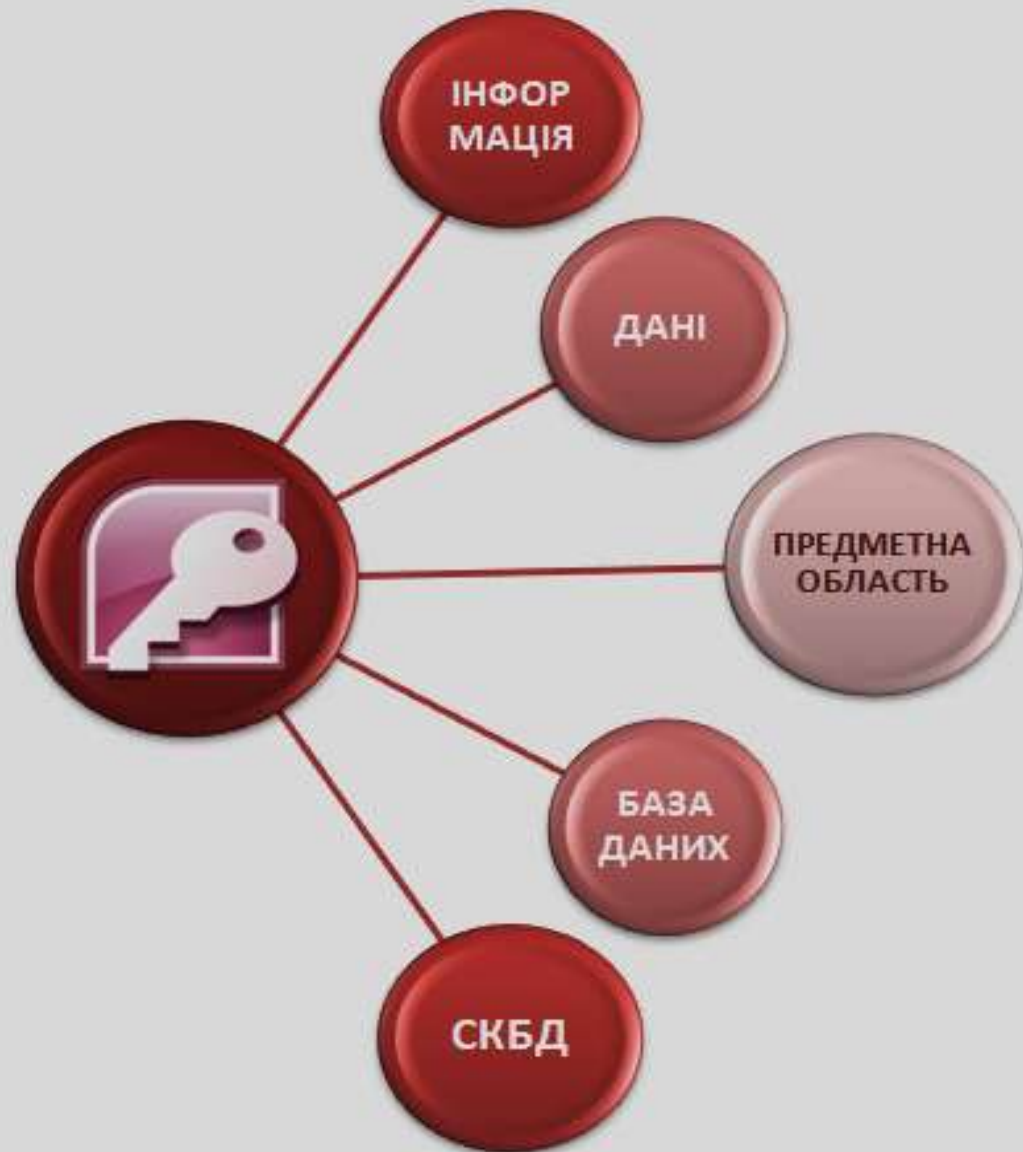 ІНФОР
МАЦІЯ
ДАНІ
ПРЕДМЕТНА
ОБЛАСТЬ
БАЗА
ДАНИХ
СКБД